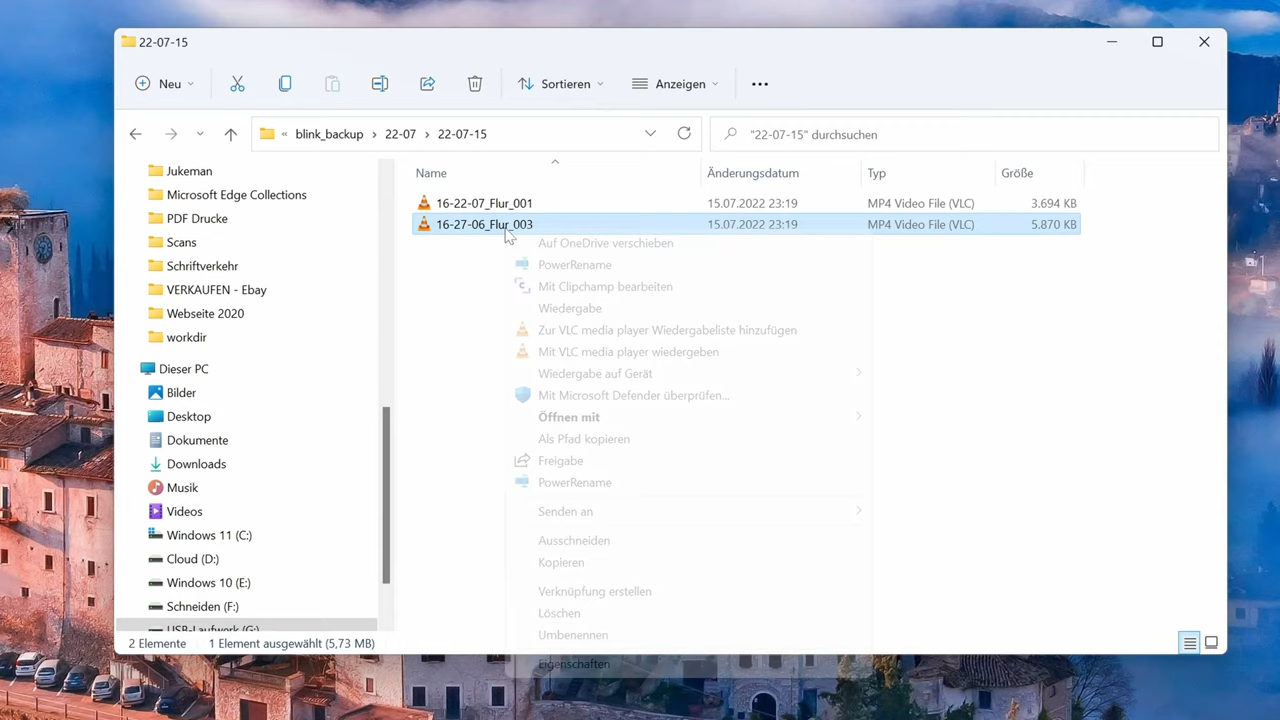 22-07-15
Neu
Sortieren
Anzeigen
« blink_backup > 22-07 > 22-07-15
"22-07-15" durchsuchen
Jukeman
Microsoft Edge Collections
PDF Drucke
Scans
Schriftverkehr
VERKAUFEN - Ebay
Webseite 2020
workdir
Dieser PC
Bilder
Desktop
Dokumente
Downloads
Musik
Videos
Windows 11 (C:)
Cloud (D:)
Windows 10 (E:)
Schneiden (F:)
USB-Laufwerk (G:)
Name Änderungsdatum Typ Größe
16-22-07_Flur_001 15.07.2022 23:19 MP4 Video File (VLC) 3.694 KB
16-27-06_Flur_003 15.07.2022 23:19 MP4 Video File (VLC) 5.870 KB
Auf OneDrive verschieben
PowerRename
Mit Clipchamp bearbeiten
Wiedergabe
Zur VLC media player Wiedergabeliste hinzufügen
Mit VLC media player wiedergeben
Wiedergabe auf Gerät
Mit Microsoft Defender überprüfen...
Öffnen mit
Als Pfad kopieren
Freigabe
PowerRename
Senden an
Ausschneiden
Kopieren
Verknüpfung erstellen
Löschen
Umbenennen
Eigenschaften
2 Elemente 1 Element ausgewählt (5,73 MB)